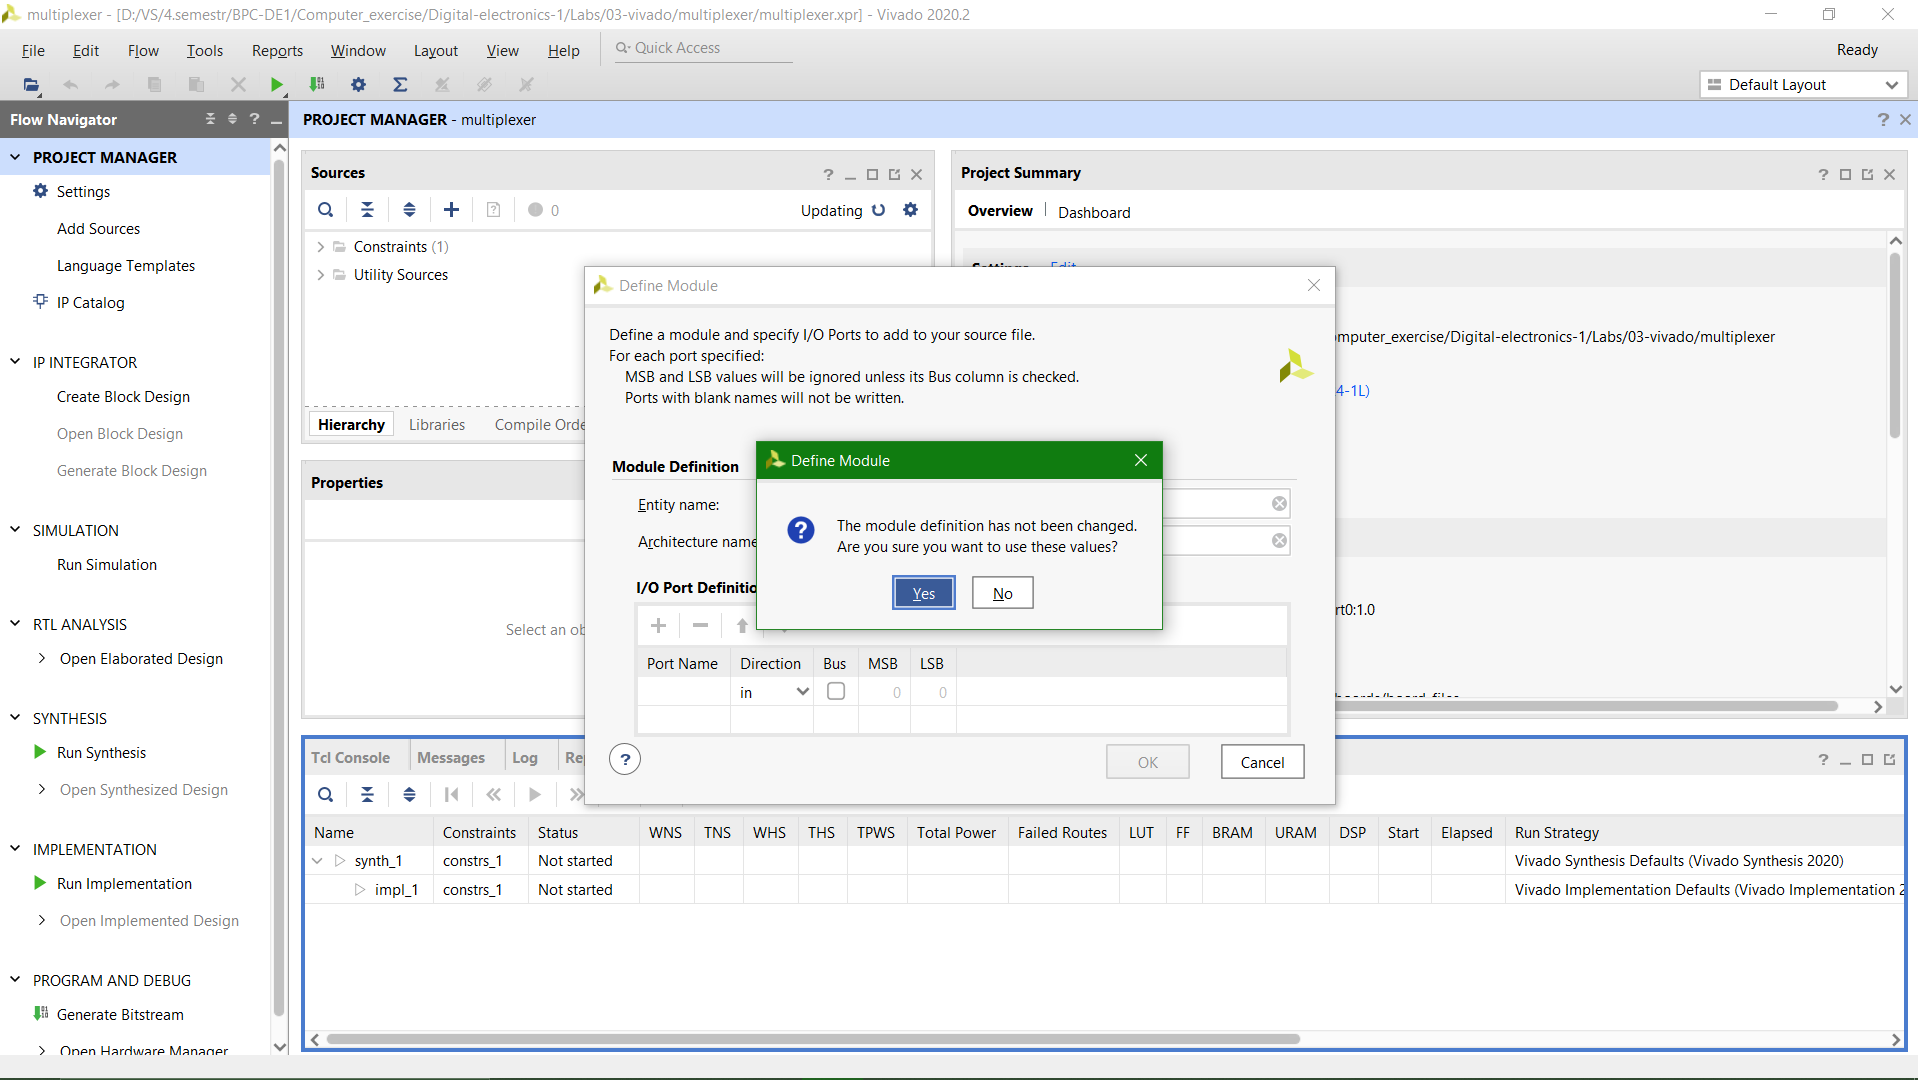 multiplexer - [D:/VS/4.semestr/BPC-DE1/Computer_exercise/Digital-electronics-1/Labs/03-vivado/multiplexer/multiplexer.xpr] - Vivado 2020.2
File Edit Flow Tools Reports Window Layout View Help Quick Access Ready
Default Layout
Flow Navigator
PROJECT MANAGER - multiplexer
PROJECT MANAGER
Settings
Add Sources
Language Templates
IP Catalog
IP INTEGRATOR
Create Block Design
Open Block Design
Generate Block Design
SIMULATION
Run Simulation
RTL ANALYSIS
Open Elaborated Design
SYNTHESIS
Run Synthesis
Open Synthesized Design
IMPLEMENTATION
Run Implementation
Open Implemented Design
PROGRAM AND DEBUG
Generate Bitstream
Open Hardware Manager
Sources
0
Updating
Constraints (1)
Utility Sources
Hierarchy Libraries Compile Orde
Properties
Select an ob
Project Summary
Overview Dashboard
Settings Edit
omputer_exercise/Digital-electronics-1/Labs/03-vivado/multiplexer
4-1L)
rt0:1.0
Define Module
Define a module and specify I/O Ports to add to your source file.
For each port specified:
MSB and LSB values will be ignored unless its Bus column is checked.
Ports with blank names will not be written.
Module Definition
Entity name:
Architecture name
I/O Port Definitio
Port Name Direction Bus MSB LSB
in 0 0
OK Cancel
Define Module
The module definition has not been changed.
Are you sure you want to use these values?
Yes No
Tcl Console Messages Log Re
Name Constraints Status WNS TNS WHS THS TPWS Total Power Failed Routes LUT FF BRAM URAM DSP Start Elapsed Run Strategy
synth_1 constrs_1 Not started Vivado Synthesis Defaults (Vivado Synthesis 2020)
impl_1 constrs_1 Not started Vivado Implementation Defaults (Vivado Implementation 2